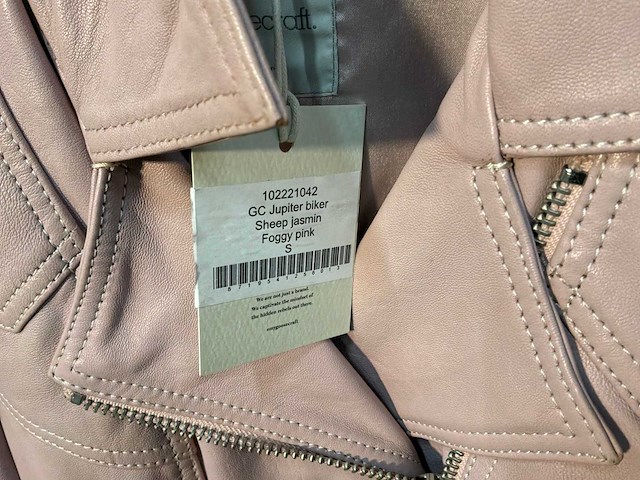 ecraft.
102221042
GC Jupiter biker
Sheep jasmin
Foggy pink
S
We are not just a brand.
We captivate the mindset of
the hidden rebels out there.
xoxygoosecraft